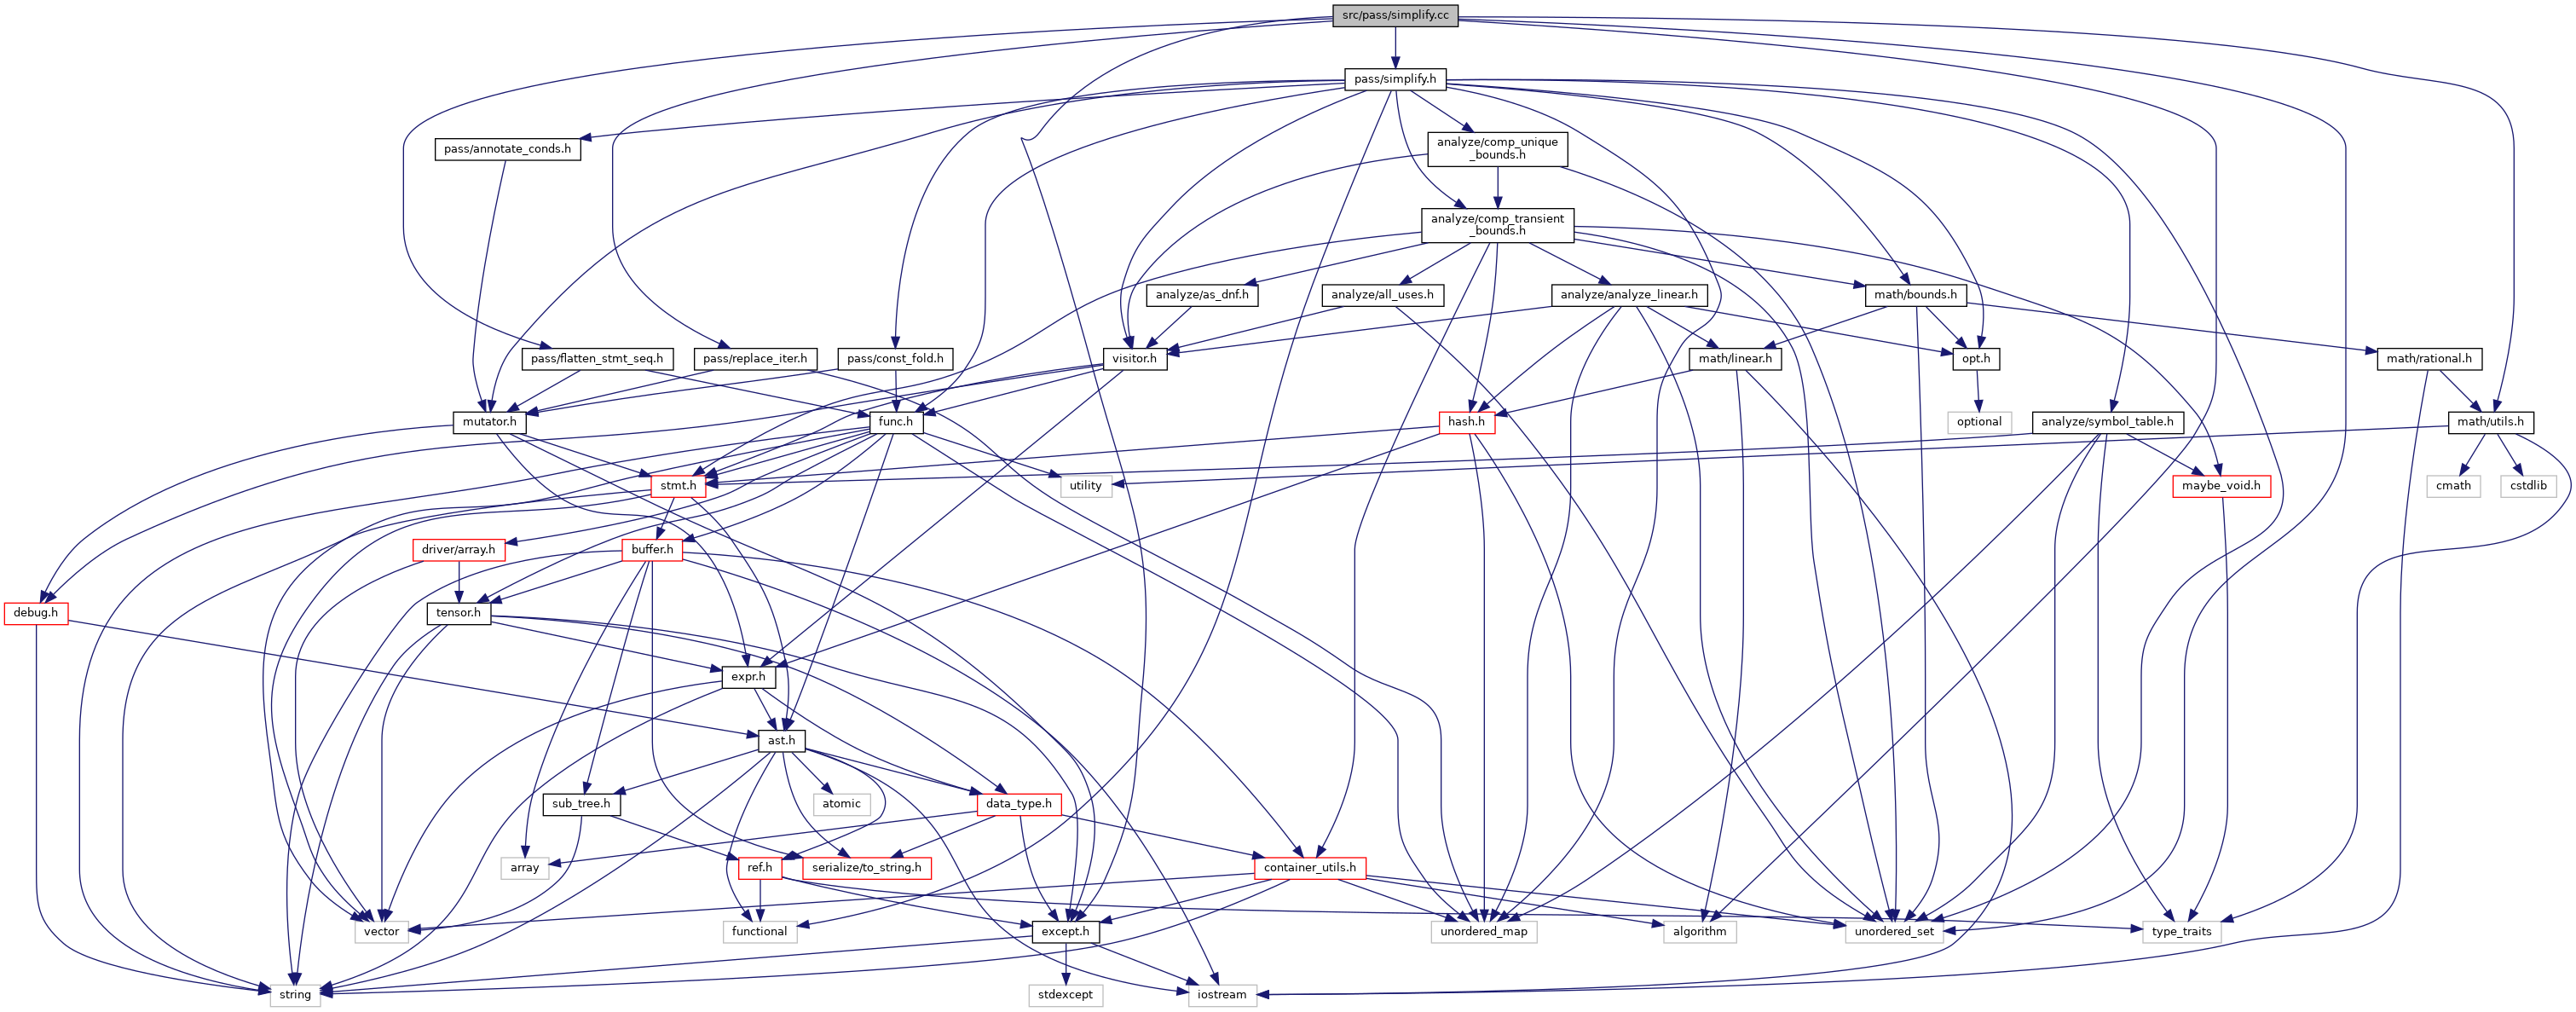 src/pass/simplify.cc
pass/simplify.h
pass/annotate_conds.h
analyze/comp_unique
_bounds.h
analyze/comp_transient
_bounds.h
analyze/as_dnf.h
analyze/all_uses.h
analyze/analyze_linear.h
math/bounds.h
pass/flatten_stmt_seq.h
pass/replace_iter.h
pass/const_fold.h
visitor.h
math/linear.h
opt.h
math/rational.h
mutator.h
func.h
hash.h
optional
analyze/symbol_table.h
math/utils.h
stmt.h
utility
maybe_void.h
cmath
cstdlib
driver/array.h
buffer.h
debug.h
tensor.h
expr.h
ast.h
sub_tree.h
atomic
data_type.h
array
ref.h
serialize/to_string.h
container_utils.h
vector
functional
except.h
unordered_map
algorithm
unordered_set
type_traits
string
stdexcept
iostream